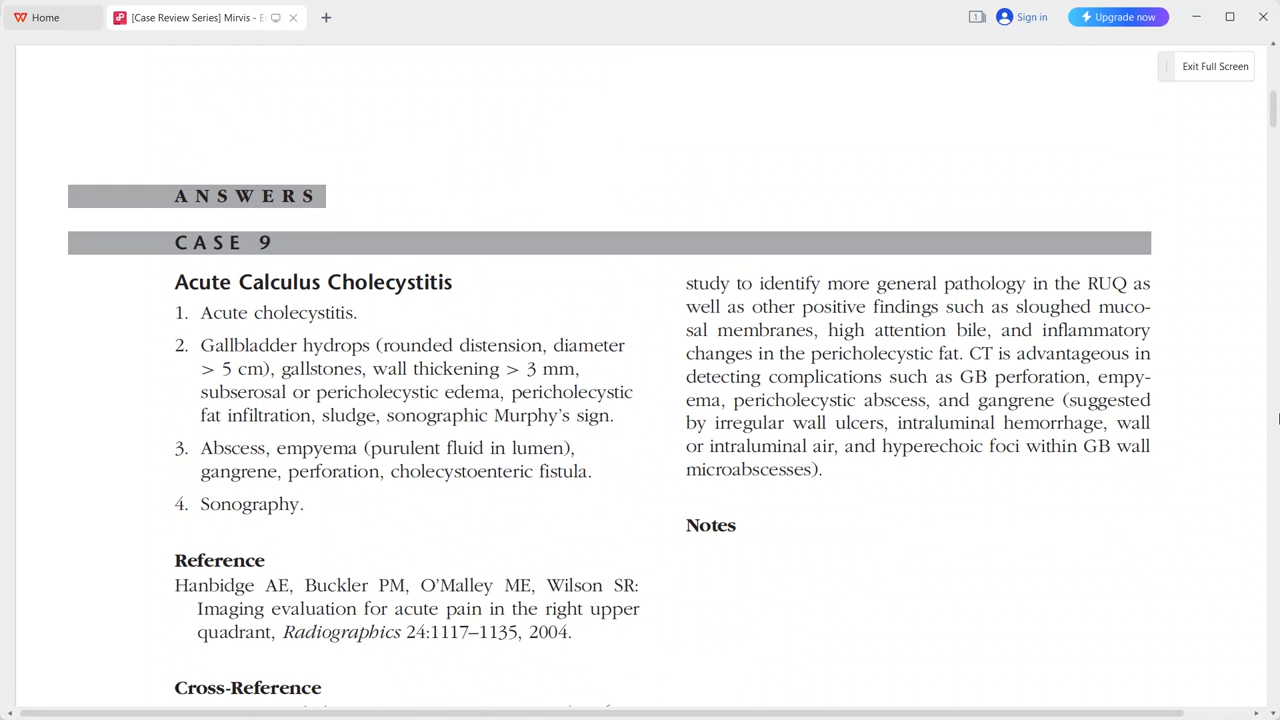 Home
[Case Review Series] Mirvis - E
1
Sign in
Upgrade now
Exit Full Screen
ANSWERS
CASE 9
Acute Calculus Cholecystitis
1. Acute cholecystitis.
2. Gallbladder hydrops (rounded distension, diameter
> 5 cm), gallstones, wall thickening > 3 mm,
subserosal or pericholecystic edema, pericholecystic
fat infiltration, sludge, sonographic Murphy's sign.
3. Abscess, empyema (purulent fluid in lumen),
gangrene, perforation, cholecystoenteric fistula.
4. Sonography.
Reference
Hanbidge AE, Buckler PM, O'Malley ME, Wilson SR:
Imaging evaluation for acute pain in the right upper
quadrant, Radiographics 24:1117–1135, 2004.
Cross-Reference
study to identify more general pathology in the RUQ as
well as other positive findings such as sloughed muco-
sal membranes, high attention bile, and inflammatory
changes in the pericholecystic fat. CT is advantageous in
detecting complications such as GB perforation, empy-
ema, pericholecystic abscess, and gangrene (suggested
by irregular wall ulcers, intraluminal hemorrhage, wall
or intraluminal air, and hyperechoic foci within GB wall
microabscesses).
Notes